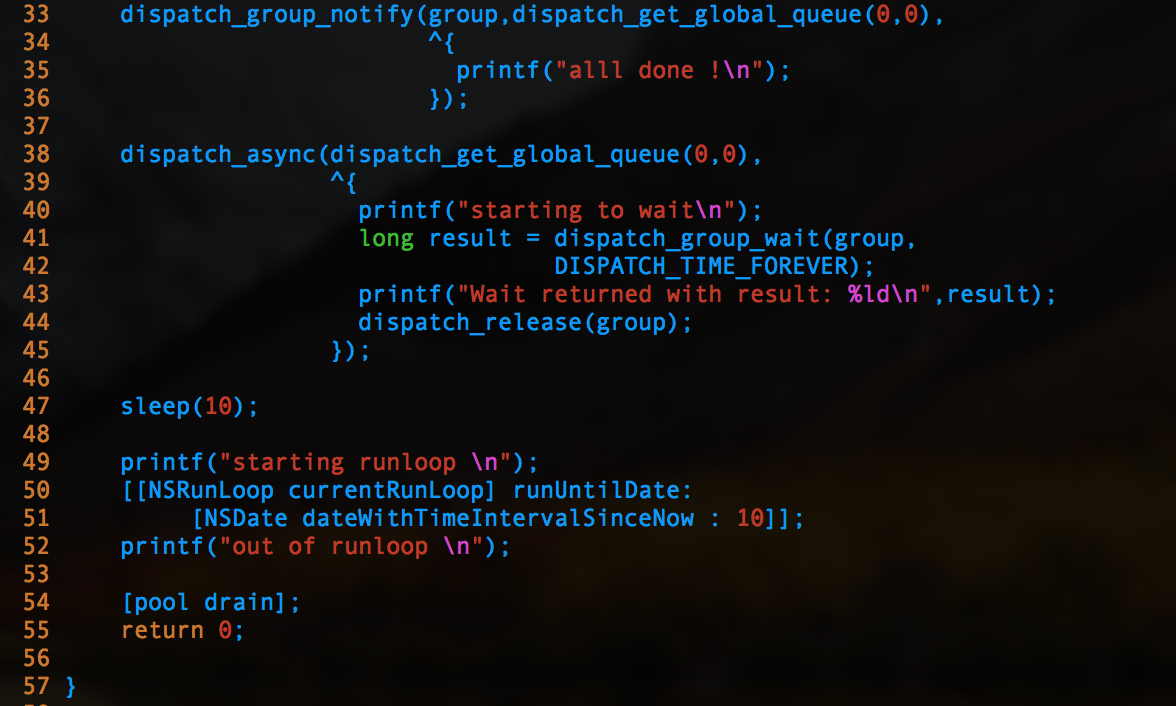 33     dispatch_group_notify(group,dispatch_get_global_queue(0,0),
34                           ^{
35                             printf("alll done !\n");
36                           });
37
38     dispatch_async(dispatch_get_global_queue(0,0),
39                    ^{
40                      printf("starting to wait\n");
41                      long result = dispatch_group_wait(group,
42                                    DISPATCH_TIME_FOREVER);
43                      printf("Wait returned with result: %ld\n",result);
44                      dispatch_release(group);
45                    });
46
47     sleep(10);
48
49     printf("starting runloop \n");
50     [[NSRunLoop currentRunLoop] runUntilDate:
51          [NSDate dateWithTimeIntervalSinceNow : 10]];
52     printf("out of runloop \n");
53
54     [pool drain];
55     return 0;
56
57 }